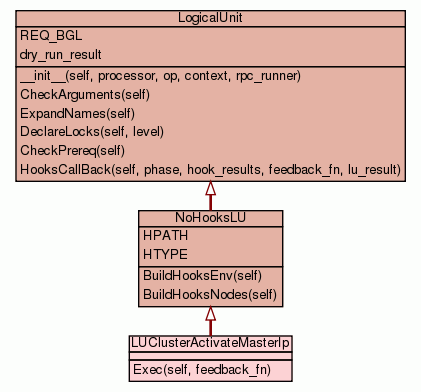 LogicalUnit
REQ_BGL
dry_run_result
__init__(self, processor, op, context, rpc_runner)
CheckArguments(self)
ExpandNames(self)
DeclareLocks(self, level)
CheckPrereq(self)
HooksCallBack(self, phase, hook_results, feedback_fn, lu_result)
NoHooksLU
HPATH
HTYPE
BuildHooksEnv(self)
BuildHooksNodes(self)
LUClusterActivateMasterIp
Exec(self, feedback_fn)